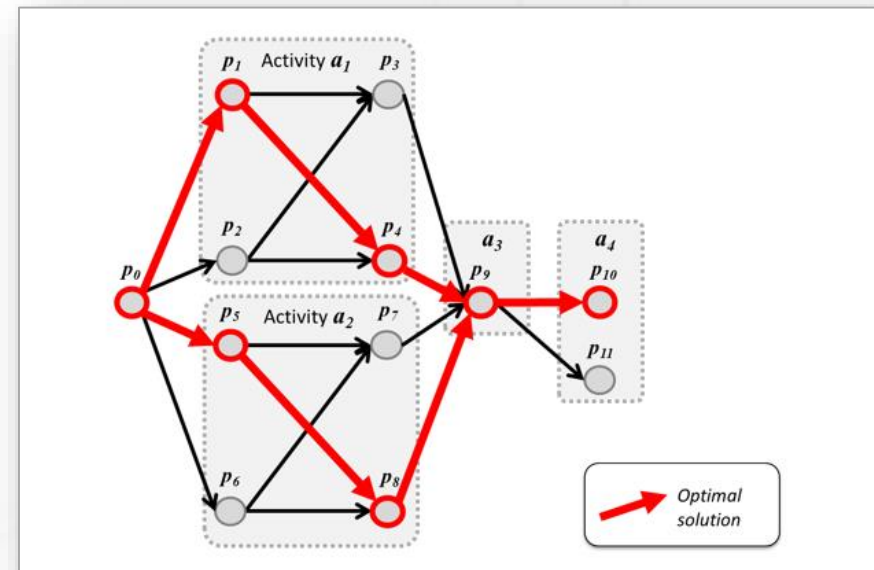 p1 Activity a1 p3
p2 p4
p0
a3 a4
p9 p10
p5 Activity a2 p7
p11
p6 p8
Optimal
solution